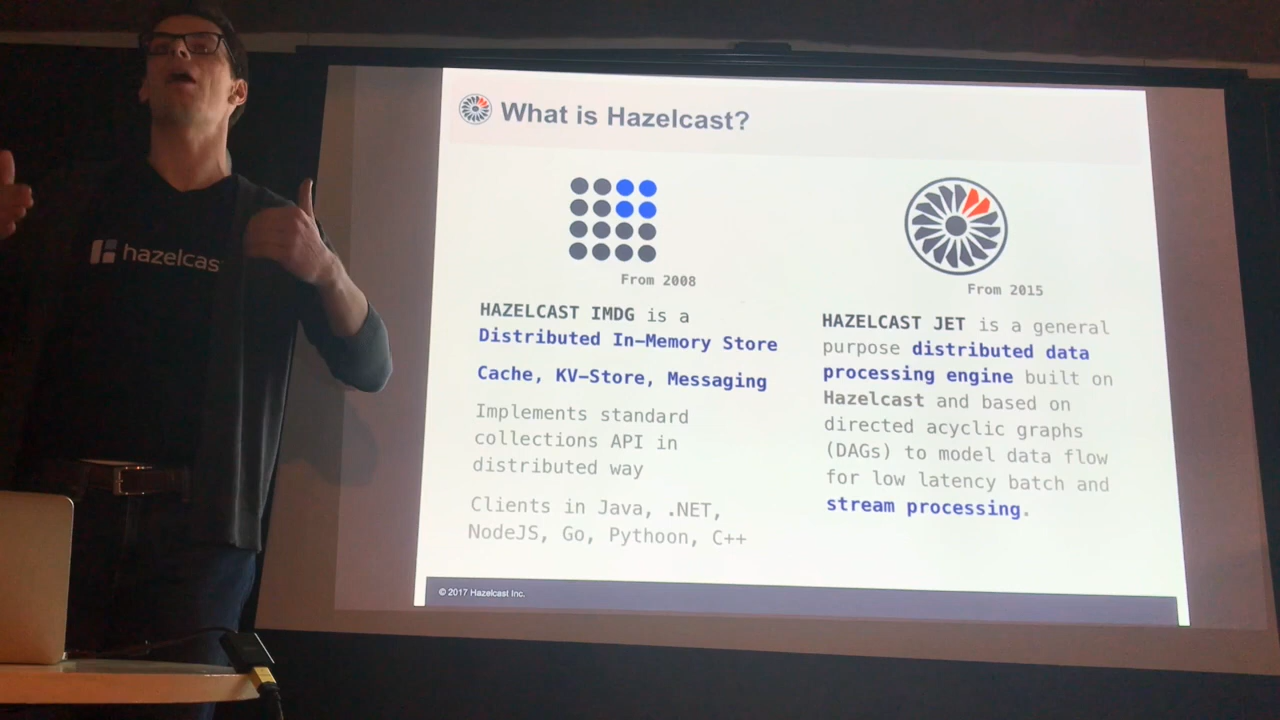 What is Hazelcast?
hazelcas
From 2008
HAZELCAST IMDG is a
Distributed In-Memory Store
Cache, KV-Store, Messaging
Implements standard
collections API in
distributed way
Clients in Java, .NET,
NodeJS, Go, Pythoon, C++
From 2015
HAZELCAST JET is a general
purpose distributed data
processing engine built on
Hazelcast and based on
directed acyclic graphs
(DAGs) to model data flow
for low latency batch and
stream processing.
© 2017 Hazelcast Inc.